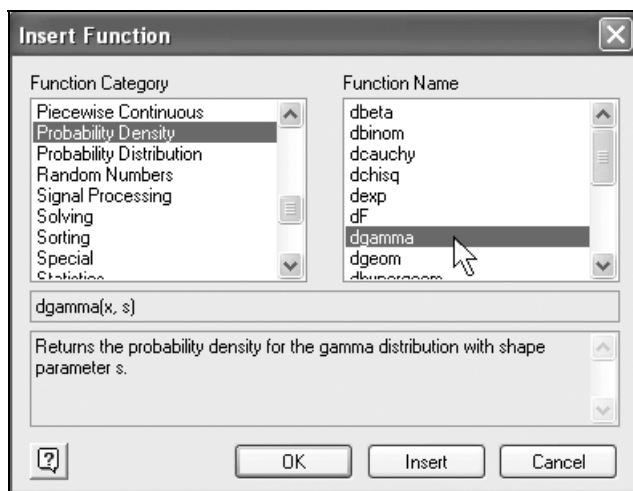 Insert Function
Function Category
Piecewise Continuous
Probability Density
Probability Distribution
Random Numbers
Signal Processing
Solving
Sorting
Special
Statistics
Function Name
dbeta
dbinom
dcauchy
dchisq
dexp
dF
dgamma
dgeom
dhypergeom
dgamma(x, s)
Returns the probability density for the gamma distribution with shape
parameter s.
OK
Insert
Cancel